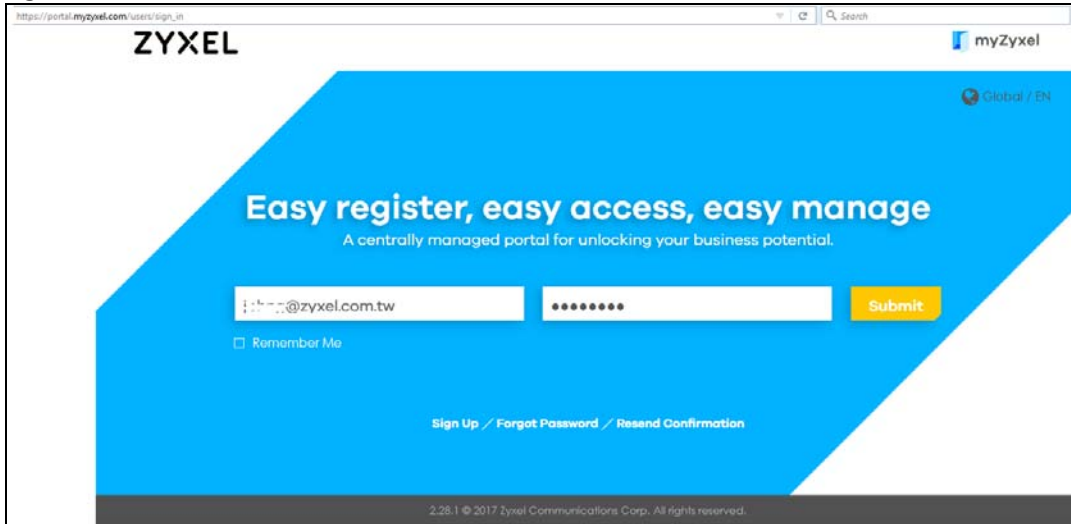 https://portal.myzyxel.com/users/sign_in
Search
ZYXEL
myZyxel
Global / EN
Easy register, easy access, easy manage
A centrally managed portal for unlocking your business potential.
@zyxel.com.tw
Submit
Remember Me
Sign Up / Forgot Password / Resend Confirmation
2.28.1 © 2017 Zyxel Communications Corp. All rights reserved.